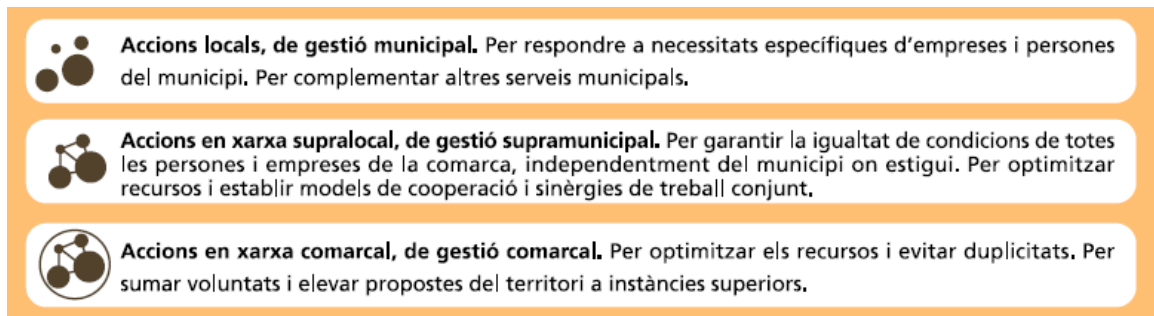 Accions locals, de gestió municipal. Per respondre a necessitats específiques d'empreses i persones
del municipi. Per complementar altres serveis municipals.
Accions en xarxa supralocal, de gestió supramunicipal. Per garantir la igualtat de condicions de totes
les persones i empreses de la comarca, independentment del municipi on estigui. Per optimitzar
recursos i establir models de cooperació i sinèrgies de treball conjunt.
Accions en xarxa comarcal, de gestió comarcal. Per optimitzar els recursos i evitar duplicitats. Per
sumar voluntats i elevar propostes del territori a instàncies superiors.